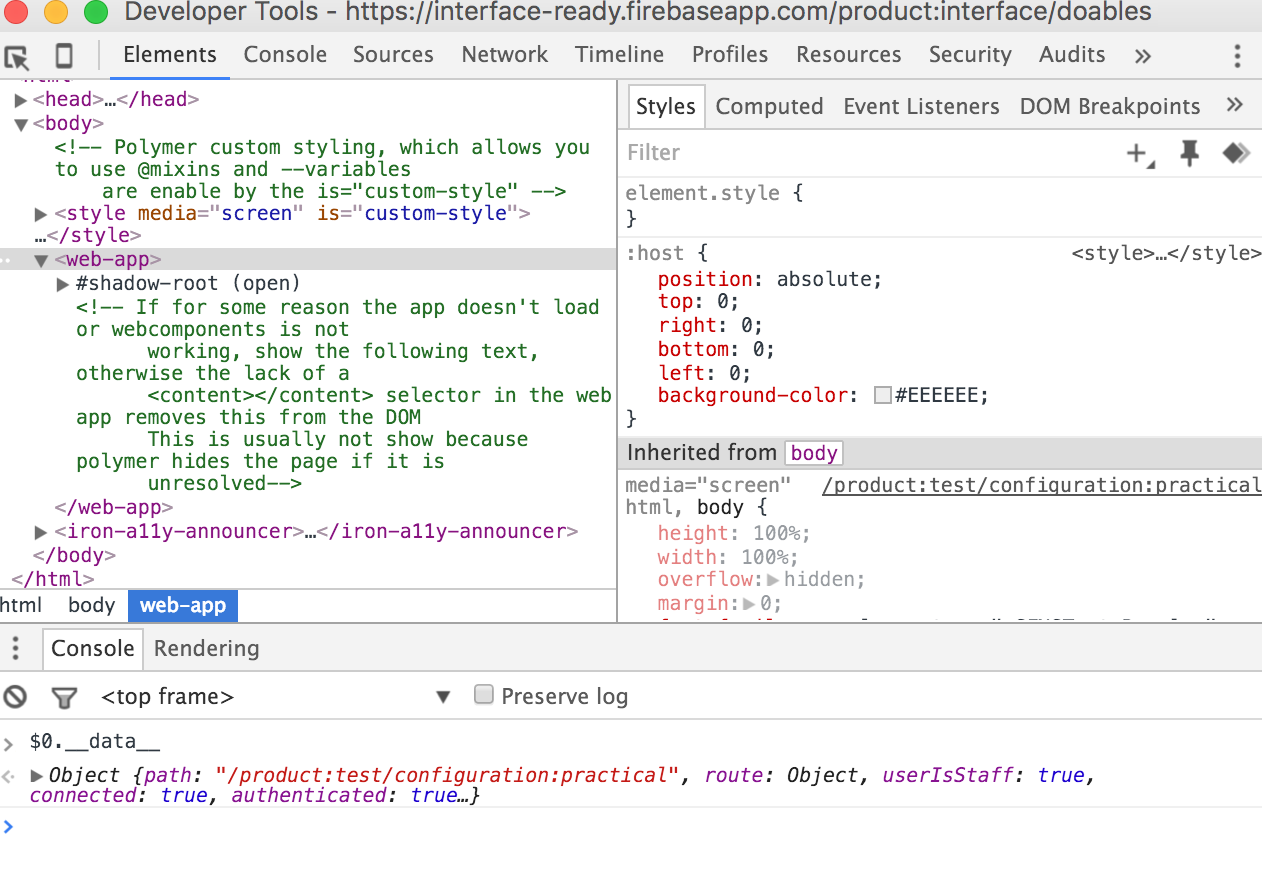 Developer Tools - https://interface-ready.firebaseapp.com/product:interface/doables
Elements Console Sources Network Timeline Profiles Resources Security Audits »
▶<head>…</head>
▼<body>
<!-- Polymer custom styling, which allows you
to use @mixins and --variables
are enable by the is="custom-style" -->
▶<style media="screen" is="custom-style">
…</style>
▼<web-app>
▶#shadow-root (open)
<!-- If for some reason the app doesn't load
or webcomponents is not
working, show the following text,
otherwise the lack of a
<content></content> selector in the web
app removes this from the DOM
This is usually not show because
polymer hides the page if it is
unresolved-->
</web-app>
▶<iron-a11y-announcer>…</iron-a11y-announcer>
</body>
</html>
html body web-app
Styles Computed Event Listeners DOM Breakpoints »
Filter
element.style {
}
:host { <style>…</style>
position: absolute;
top: 0;
right: 0;
bottom: 0;
left: 0;
background-color: #EEEEEE;
}
Inherited from body
media="screen" /product:test/configuration:practical
html, body {
height: 100%;
width: 100%;
overflow:▶hidden;
margin:▶0;
Console Rendering
<top frame> ▼ Preserve log
> $0.__data__
▶Object {path: "/product:test/configuration:practical", route: Object, userIsStaff: true,
connected: true, authenticated: true…}
>